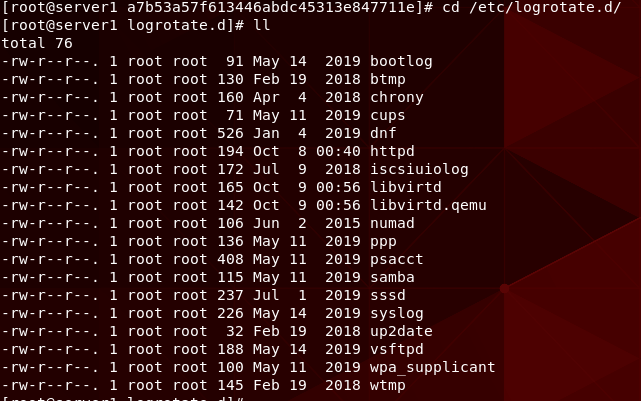 [root@server1 a7b53a57f613446abdc45313e847711e]# cd /etc/logrotate.d/
[root@server1 logrotate.d]# ll
total 76
-rw-r--r--. 1 root root  91 May 14  2019 bootlog
-rw-r--r--. 1 root root 130 Feb 19  2018 btmp
-rw-r--r--. 1 root root 160 Apr  4  2018 chrony
-rw-r--r--. 1 root root  71 May 11  2019 cups
-rw-r--r--. 1 root root 526 Jan  4  2019 dnf
-rw-r--r--. 1 root root 194 Oct  8 00:40 httpd
-rw-r--r--. 1 root root 172 Jul  9  2018 iscsiuiolog
-rw-r--r--. 1 root root 165 Oct  9 00:56 libvirtd
-rw-r--r--. 1 root root 142 Oct  9 00:56 libvirtd.qemu
-rw-r--r--. 1 root root 106 Jun  2  2015 numad
-rw-r--r--. 1 root root 136 May 11  2019 ppp
-rw-r--r--. 1 root root 408 May 11  2019 psacct
-rw-r--r--. 1 root root 115 May 11  2019 samba
-rw-r--r--. 1 root root 237 Jul  1  2019 sssd
-rw-r--r--. 1 root root 226 May 14  2019 syslog
-rw-r--r--. 1 root root  32 Feb 19  2018 up2date
-rw-r--r--. 1 root root 188 May 14  2019 vsftpd
-rw-r--r--. 1 root root 100 May 11  2019 wpa_supplicant
-rw-r--r--. 1 root root 145 Feb 19  2018 wtmp